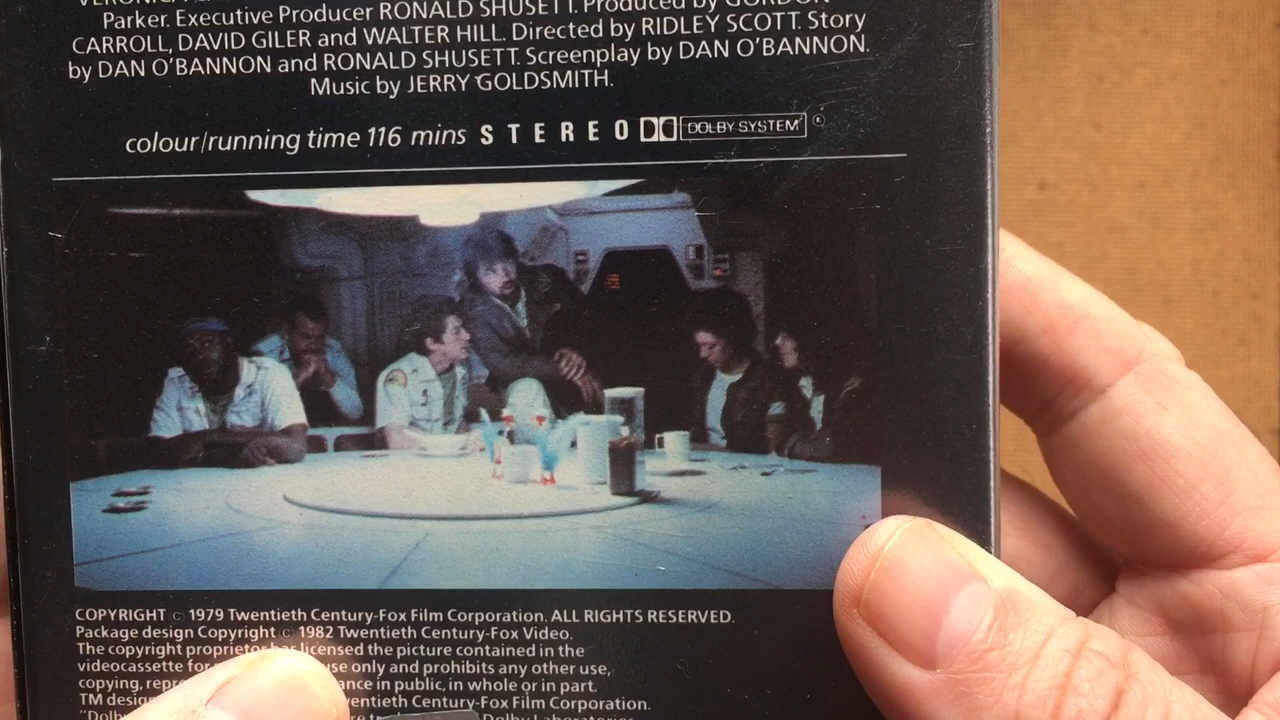 Parker. Executive Producer RONALD SHUSETT. Produced by GORDON
CARROLL, DAVID GILER and WALTER HILL. Directed by RIDLEY SCOTT. Story
by DAN O'BANNON and RONALD SHUSETT. Screenplay by DAN O'BANNON.
Music by JERRY GOLDSMITH.
colour/running time 116 mins STEREO DOLBY SYSTEM
COPYRIGHT © 1979 Twentieth Century-Fox Film Corporation. ALL RIGHTS RESERVED.
Package design Copyright © 1982 Twentieth Century-Fox Video.
The copyright proprietor has licensed the picture contained in the
videocassette for use only and prohibits any other use,
copying, in public, in whole or in part.
TM Film Corporation.
Dolby Laboratories